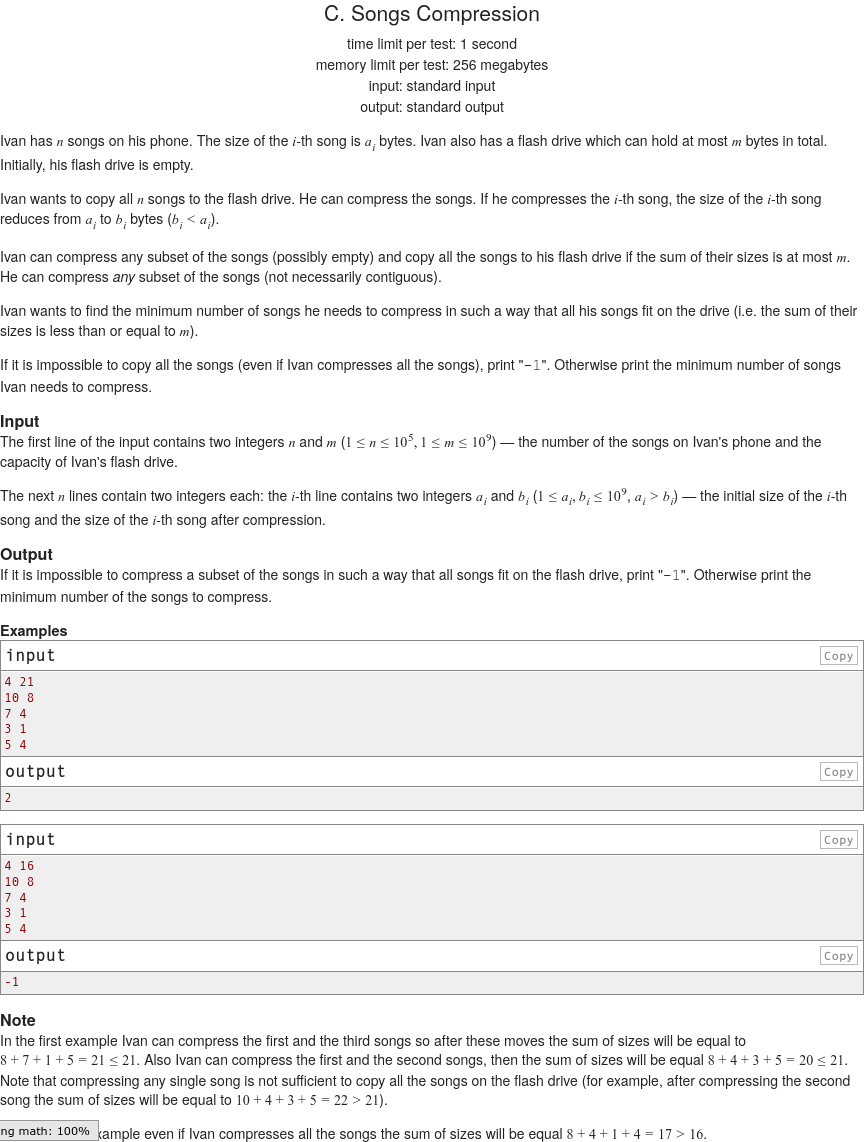 C. Songs Compression
time limit per test: 1 second
memory limit per test: 256 megabytes
input: standard input
output: standard output
Ivan has n songs on his phone. The size of the i-th song is a_i bytes. Ivan also has a flash drive which can hold at most m bytes in total.
Initially, his flash drive is empty.
Ivan wants to copy all n songs to the flash drive. He can compress the songs. If he compresses the i-th song, the size of the i-th song
reduces from a_i to b_i bytes (b_i < a_i).
Ivan can compress any subset of the songs (possibly empty) and copy all the songs to his flash drive if the sum of their sizes is at most m.
He can compress any subset of the songs (not necessarily contiguous).
Ivan wants to find the minimum number of songs he needs to compress in such a way that all his songs fit on the drive (i.e. the sum of their
sizes is less than or equal to m).
If it is impossible to copy all the songs (even if Ivan compresses all the songs), print "-1". Otherwise print the minimum number of songs
Ivan needs to compress.
Input
The first line of the input contains two integers n and m (1 ≤ n ≤ 10^5, 1 ≤ m ≤ 10^9) — the number of the songs on Ivan's phone and the
capacity of Ivan's flash drive.
The next n lines contain two integers each: the i-th line contains two integers a_i and b_i (1 ≤ a_i, b_i ≤ 10^9, a_i > b_i) — the initial size of the i-th
song and the size of the i-th song after compression.
Output
If it is impossible to compress a subset of the songs in such a way that all songs fit on the flash drive, print "-1". Otherwise print the
minimum number of the songs to compress.
Examples
input Copy
4 21
10 8
7 4
3 1
5 4
output Copy
2
input Copy
4 16
10 8
7 4
3 1
5 4
output Copy
-1
Note
In the first example Ivan can compress the first and the third songs so after these moves the sum of sizes will be equal to
8 + 7 + 1 + 5 = 21 ≤ 21. Also Ivan can compress the first and the second songs, then the sum of sizes will be equal 8 + 4 + 3 + 5 = 20 ≤ 21.
Note that compressing any single song is not sufficient to copy all the songs on the flash drive (for example, after compressing the second
song the sum of sizes will be equal to 10 + 4 + 3 + 5 = 22 > 21).
ng math: 100% xample even if Ivan compresses all the songs the sum of sizes will be equal 8 + 4 + 1 + 4 = 17 > 16.